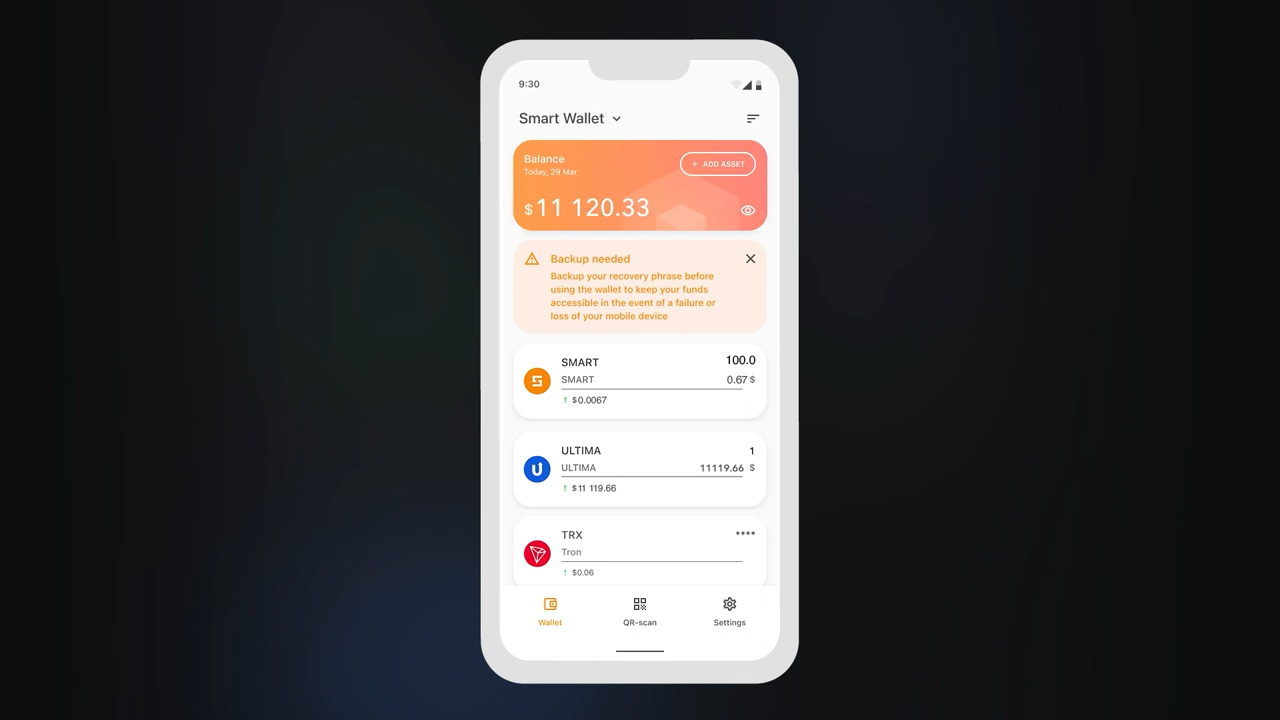 9:30
Smart Wallet
Balance
Today, 29 Mar
+ ADD ASSET
$11 120.33
Backup needed
Backup your recovery phrase before
using the wallet to keep your funds
accessible in the event of a failure or
loss of your mobile device
SMART 100.0
SMART 0.67 $
↑ $0.0067
ULTIMA 1
ULTIMA 11119.66 $
↑ $11 119.66
TRX ••••
Tron
↑ $0.06
Wallet QR-scan Settings